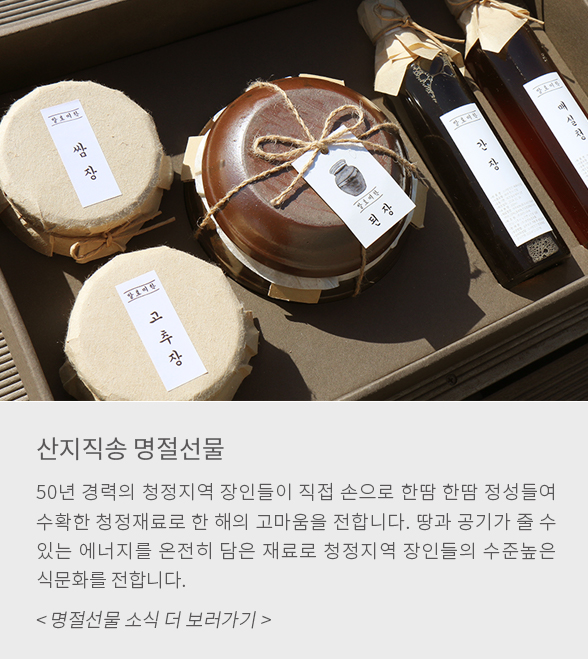 쌈장
고추장
된장
간장
산지직송 명절선물
50년 경력의 청정지역 장인들이 직접 손으로 한땀 한땀 정성들여
수확한 청정재료로 한 해의 고마움을 전합니다. 땅과 공기가 줄 수
있는 에너지를 온전히 담은 재료로 청정지역 장인들의 수준높은
식문화를 전합니다.
< 명절선물 소식 더 보러가기 >